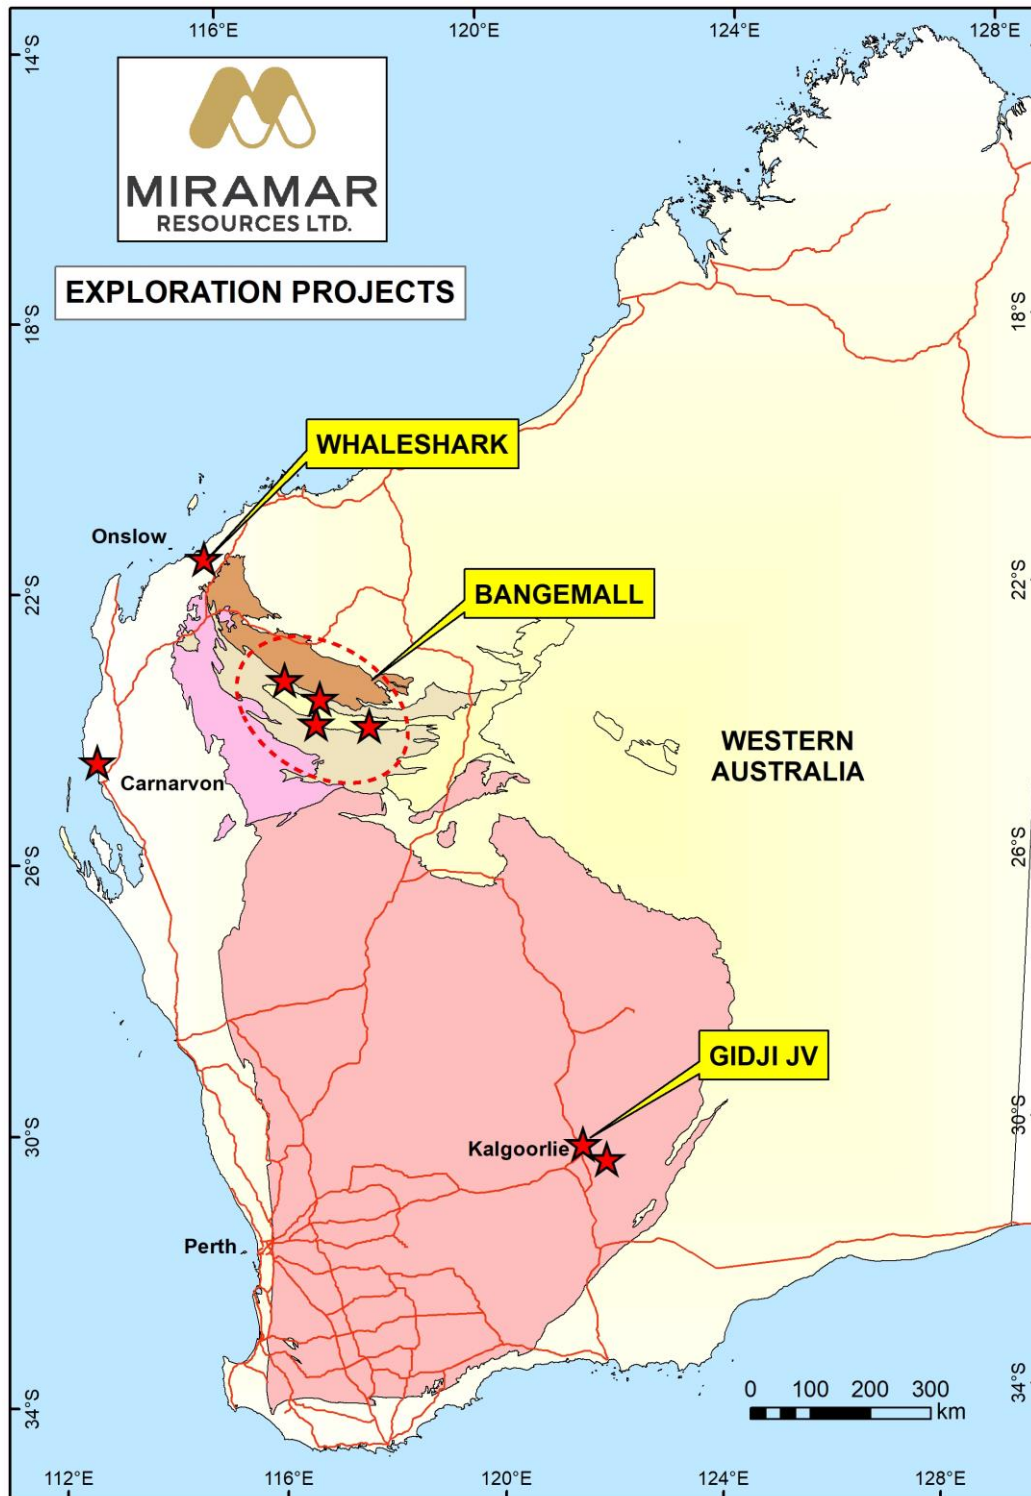 116°E
120°E
124°E
128°E
14°S
MIRAMAR
RESOURCES LTD.
EXPLORATION PROJECTS
18°S
18°S
WHALESHARK
Onslow
22°S
22°S
BANGEMALL
WESTERN
AUSTRALIA
Carnarvon
26°S
26°S
GIDJI JV
30°S
30°S
Kalgoorlie
Perth
34°S
34°S
0 100 200 300
km
112°E
116°E
120°E
124°E
128°E